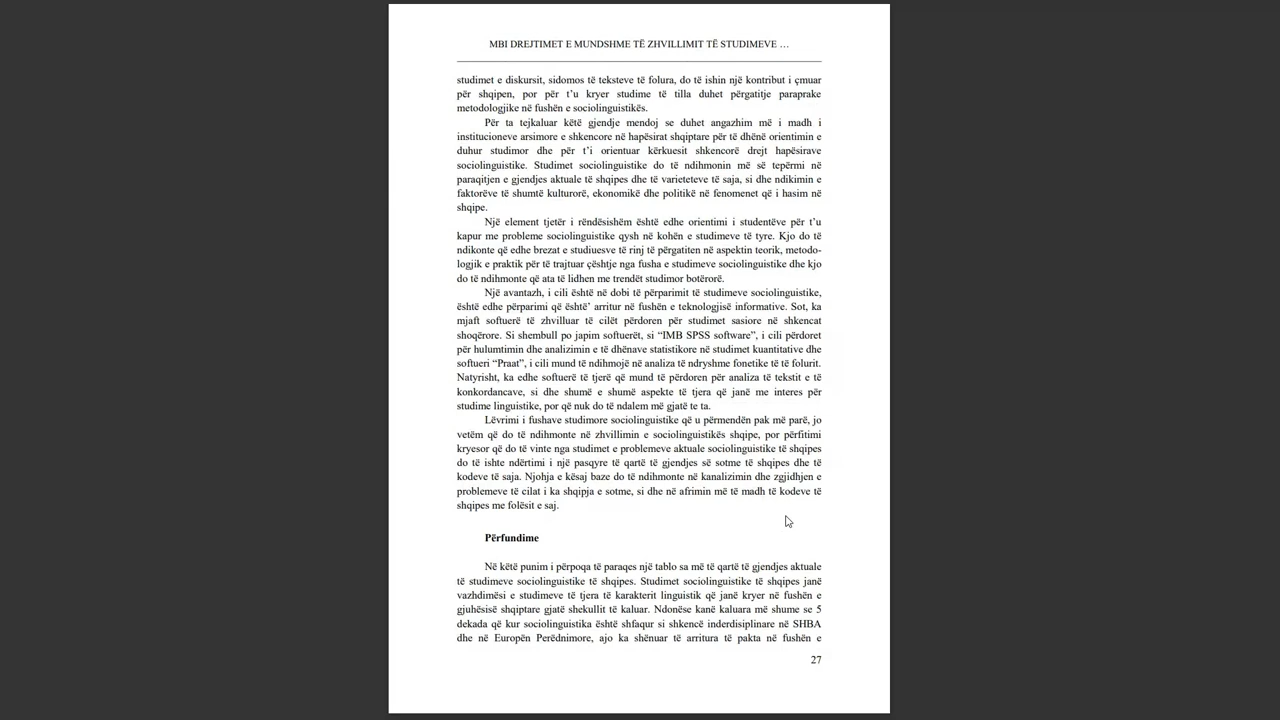 MBI DREJTIMET E MUNDSHME TË ZHVILLIMIT TË STUDIMEVE …
studimet e diskursit, sidomos të teksteve të folura, do të ishin një kontribut i çmuar
për shqipen, por për t’u kryer studime të tilla duhet përgatitje paraprake
metodologjike në fushën e sociolinguistikës.
Për ta tejkaluar këtë gjendje mendoj se duhet angazhim më i madh i
institucioneve arsimore e shkencore në hapësirat shqiptare për të dhënë orientimin e
duhur studimor dhe për t’i orientuar kërkuesit shkencorë drejt hapësirave
sociolinguistike. Studimet sociolinguistike do të ndihmonin më së tepërmi në
paraqitjen e gjendjes aktuale të shqipes dhe të varieteteve të saja, si dhe ndikimin e
faktorëve të shumtë kulturorë, ekonomikë dhe politikë në fenomenet që i hasim në
shqipe.
Një element tjetër i rëndësishëm është edhe orientimi i studentëve për t’u
kapur me probleme sociolinguistike qysh në kohën e studimeve të tyre. Kjo do të
ndikonte që edhe brezat e studiuesve të rinj të përgatiten në aspektin teorik, metodo-
logjik e praktik për të trajtuar çështje nga fusha e studimeve sociolinguistike dhe kjo
do të ndihmonte që ata të lidhen me trendët studimor botërorë.
Një avantazh, i cili është në dobi të përparimit të studimeve sociolinguistike,
është edhe përparimi që është’ arritur në fushën e teknologjisë informative. Sot, ka
mjaft softuerë të zhvilluar të cilët përdoren për studimet sasiore në shkencat
shoqërore. Si shembull po japim softuerët, si “IMB SPSS software”, i cili përdoret
për hulumtimin dhe analizimin e të dhënave statistikore në studimet kuantitative dhe
softueri “Praat”, i cili mund të ndihmojë në analiza të ndryshme fonetike të të folurit.
Natyrisht, ka edhe softuerë të tjerë që mund të përdoren për analiza të tekstit e të
konkordancave, si dhe shumë e shumë aspekte të tjera që janë me interes për
studime linguistike, por që nuk do të ndalem më gjatë te ta.
Lëvrimi i fushave studimore sociolinguistike që u përmendën pak më parë, jo
vetëm që do të ndihmonte në zhvillimin e sociolinguistikës shqipe, por përfitimi
kryesor që do të vinte nga studimet e problemeve aktuale sociolinguistike të shqipes
do të ishte ndërtimi i një pasqyre të qartë të gjendjes së sotme të shqipes dhe të
kodeve të saja. Njohja e kësaj baze do të ndihmonte në kanalizimin dhe zgjidhjen e
problemeve të cilat i ka shqipja e sotme, si dhe në afrimin më të madh të kodeve të
shqipes me folësit e saj.
Përfundime
Në këtë punim i përpoqa të paraqes një tablo sa më të qartë të gjendjes aktuale
të studimeve sociolinguistike të shqipes. Studimet sociolinguistike të shqipes janë
vazhdimësi e studimeve të tjera të karakterit linguistik që janë kryer në fushën e
gjuhësisë shqiptare gjatë shekullit të kaluar. Ndonëse kanë kaluara më shume se 5
dekada që kur sociolinguistika është shfaqur si shkencë inderdisiplinare në SHBA
dhe në Europën Perëdnimore, ajo ka shënuar të arritura të pakta në fushën e
27